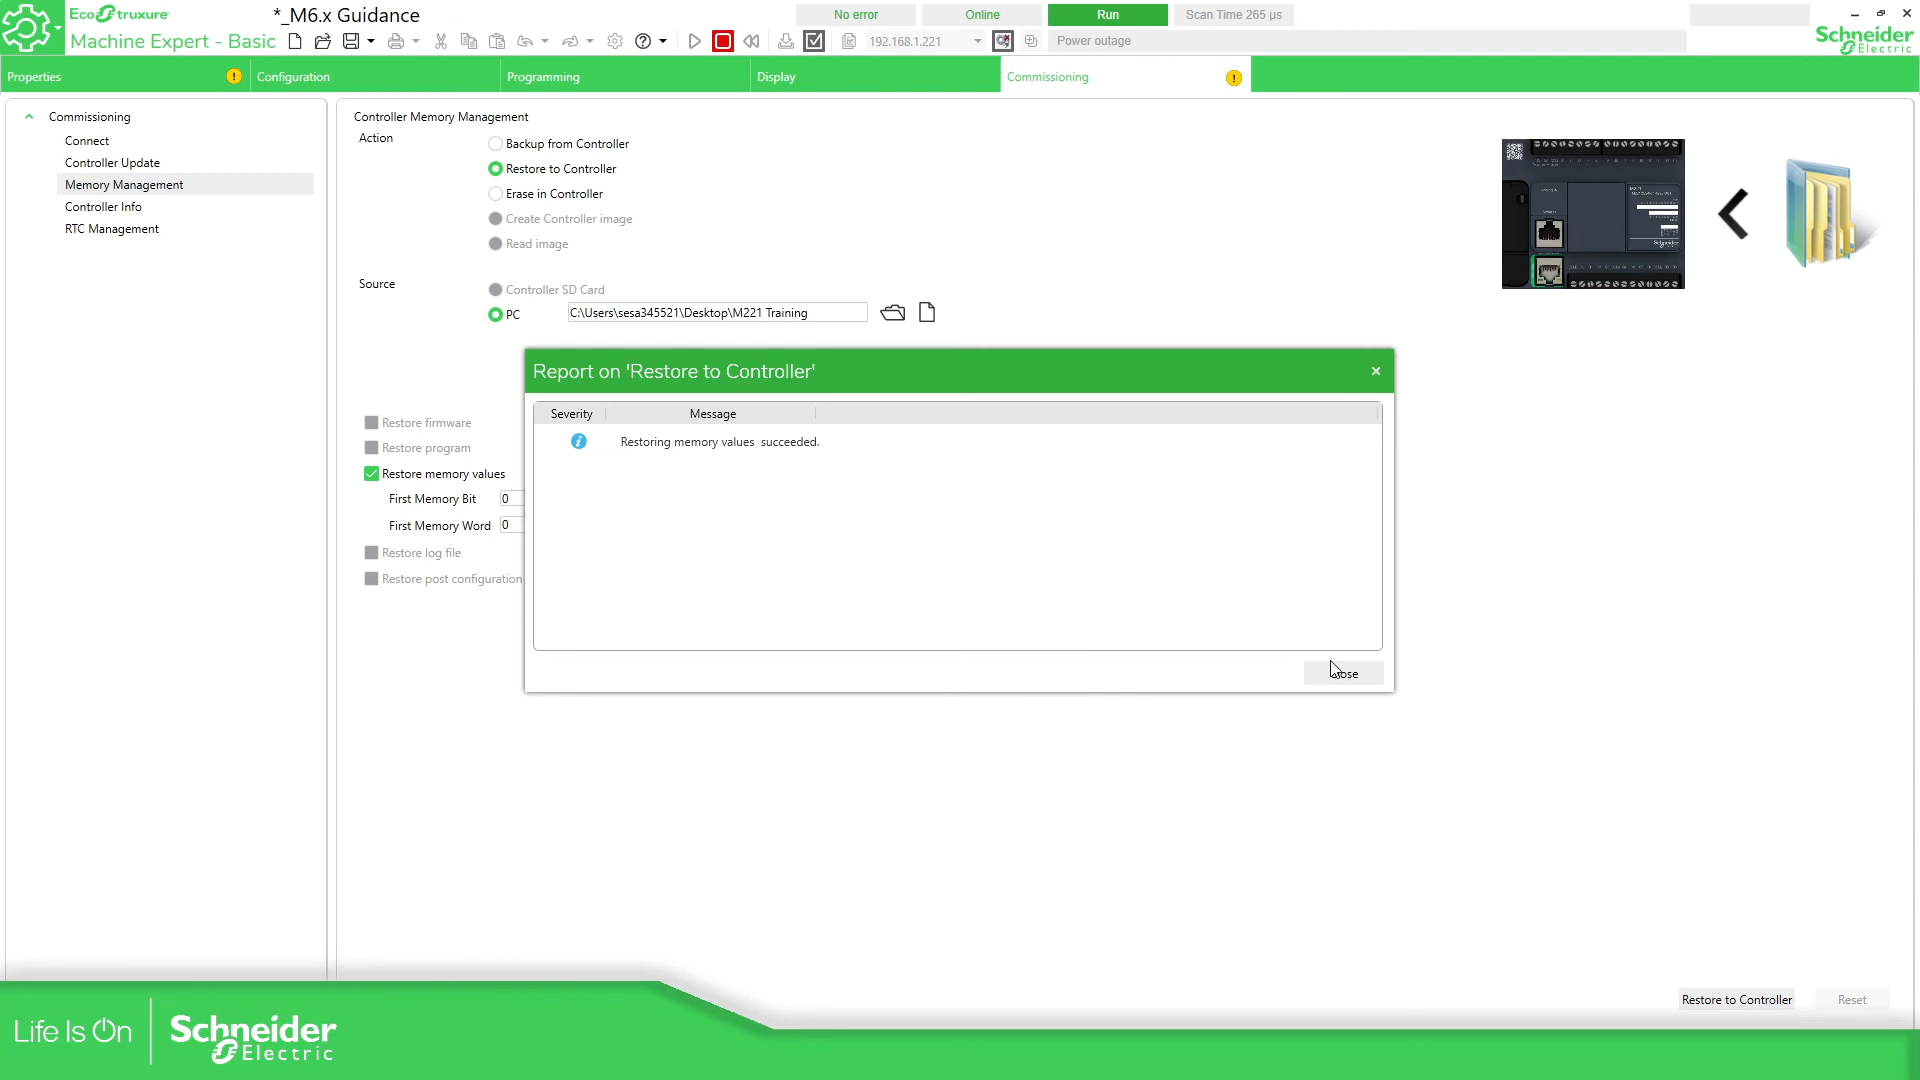 EcoStruxure
Machine Expert - Basic
*_M6.x Guidance
No error
Online
Run
Scan Time 265 µs
192.168.1.221
Power outage
Schneider
Electric
Properties
Configuration
Programming
Display
Commissioning
Commissioning
Connect
Controller Update
Memory Management
Controller Info
RTC Management
Controller Memory Management
Action
Backup from Controller
Restore to Controller
Erase in Controller
Create Controller image
Read image
Source
Controller SD Card
PC
C:\Users\sesa345521\Desktop\M221 Training
Restore firmware
Restore program
Restore memory values
First Memory Bit 0
First Memory Word 0
Restore log file
Restore post configuration
Report on 'Restore to Controller'
Severity Message
Restoring memory values succeeded.
Restore to Controller
Reset
Life Is On
Schneider
Electric